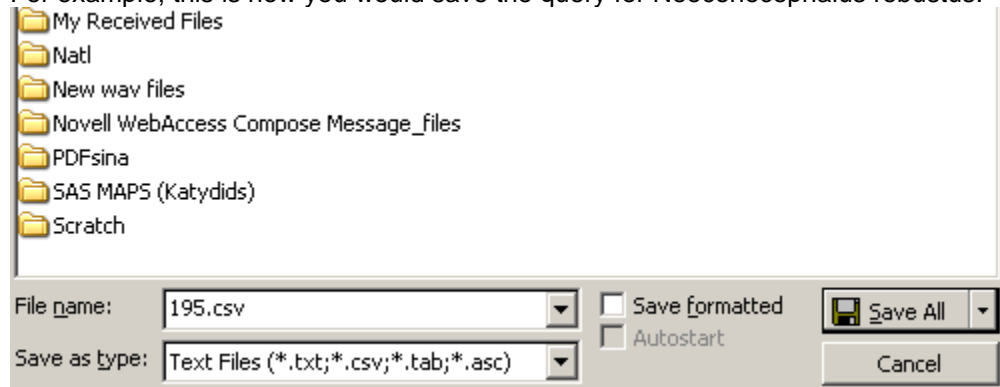 For example, this is how you would save the query for Neoconocephalus robustus:
My Received Files
Natl
New wav files
Novell WebAccess Compose Message_files
PDFsina
SAS MAPS (Katydids)
Scratch
File name: 195.csv Save formatted Save All
Autostart
Save as type: Text Files (*.txt;*.csv;*.tab;*.asc) Cancel